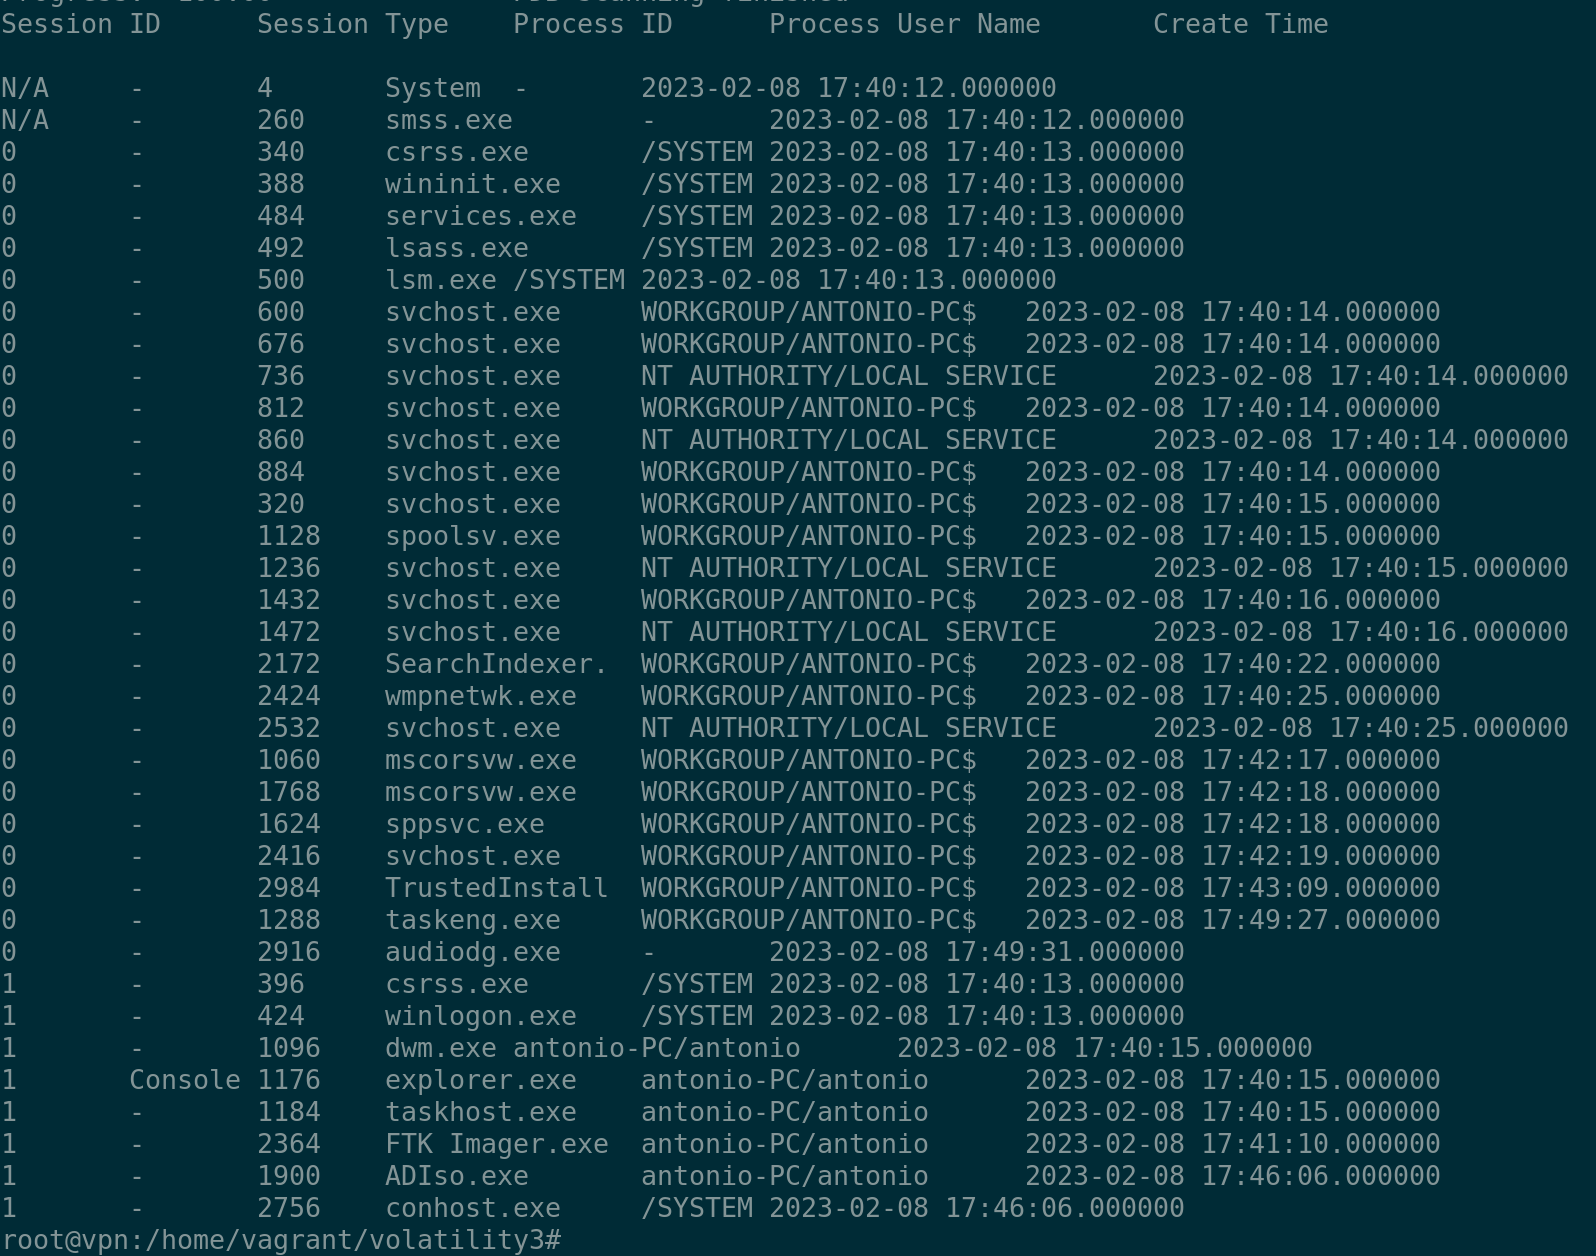 Session ID Session Type Process ID Process User Name Create Time
N/A - 4 System - 2023-02-08 17:40:12.000000
N/A - 260 smss.exe - 2023-02-08 17:40:12.000000
0 - 340 csrss.exe /SYSTEM 2023-02-08 17:40:13.000000
0 - 388 wininit.exe /SYSTEM 2023-02-08 17:40:13.000000
0 - 484 services.exe /SYSTEM 2023-02-08 17:40:13.000000
0 - 492 lsass.exe /SYSTEM 2023-02-08 17:40:13.000000
0 - 500 lsm.exe /SYSTEM 2023-02-08 17:40:13.000000
0 - 600 svchost.exe WORKGROUP/ANTONIO-PC$ 2023-02-08 17:40:14.000000
0 - 676 svchost.exe WORKGROUP/ANTONIO-PC$ 2023-02-08 17:40:14.000000
0 - 736 svchost.exe NT AUTHORITY/LOCAL SERVICE 2023-02-08 17:40:14.000000
0 - 812 svchost.exe WORKGROUP/ANTONIO-PC$ 2023-02-08 17:40:14.000000
0 - 860 svchost.exe NT AUTHORITY/LOCAL SERVICE 2023-02-08 17:40:14.000000
0 - 884 svchost.exe WORKGROUP/ANTONIO-PC$ 2023-02-08 17:40:14.000000
0 - 320 svchost.exe WORKGROUP/ANTONIO-PC$ 2023-02-08 17:40:15.000000
0 - 1128 spoolsv.exe WORKGROUP/ANTONIO-PC$ 2023-02-08 17:40:15.000000
0 - 1236 svchost.exe NT AUTHORITY/LOCAL SERVICE 2023-02-08 17:40:15.000000
0 - 1432 svchost.exe WORKGROUP/ANTONIO-PC$ 2023-02-08 17:40:16.000000
0 - 1472 svchost.exe NT AUTHORITY/LOCAL SERVICE 2023-02-08 17:40:16.000000
0 - 2172 SearchIndexer. WORKGROUP/ANTONIO-PC$ 2023-02-08 17:40:22.000000
0 - 2424 wmpnetwk.exe WORKGROUP/ANTONIO-PC$ 2023-02-08 17:40:25.000000
0 - 2532 svchost.exe NT AUTHORITY/LOCAL SERVICE 2023-02-08 17:40:25.000000
0 - 1060 mscorsvw.exe WORKGROUP/ANTONIO-PC$ 2023-02-08 17:42:17.000000
0 - 1768 mscorsvw.exe WORKGROUP/ANTONIO-PC$ 2023-02-08 17:42:18.000000
0 - 1624 sppsvc.exe WORKGROUP/ANTONIO-PC$ 2023-02-08 17:42:18.000000
0 - 2416 svchost.exe WORKGROUP/ANTONIO-PC$ 2023-02-08 17:42:19.000000
0 - 2984 TrustedInstall WORKGROUP/ANTONIO-PC$ 2023-02-08 17:43:09.000000
0 - 1288 taskeng.exe WORKGROUP/ANTONIO-PC$ 2023-02-08 17:49:27.000000
0 - 2916 audiodg.exe - 2023-02-08 17:49:31.000000
1 - 396 csrss.exe /SYSTEM 2023-02-08 17:40:13.000000
1 - 424 winlogon.exe /SYSTEM 2023-02-08 17:40:13.000000
1 - 1096 dwm.exe antonio-PC/antonio 2023-02-08 17:40:15.000000
1 Console 1176 explorer.exe antonio-PC/antonio 2023-02-08 17:40:15.000000
1 - 1184 taskhost.exe antonio-PC/antonio 2023-02-08 17:40:15.000000
1 - 2364 FTK Imager.exe antonio-PC/antonio 2023-02-08 17:41:10.000000
1 - 1900 ADIso.exe antonio-PC/antonio 2023-02-08 17:46:06.000000
1 - 2756 conhost.exe /SYSTEM 2023-02-08 17:46:06.000000
root@vpn:/home/vagrant/volatility3#